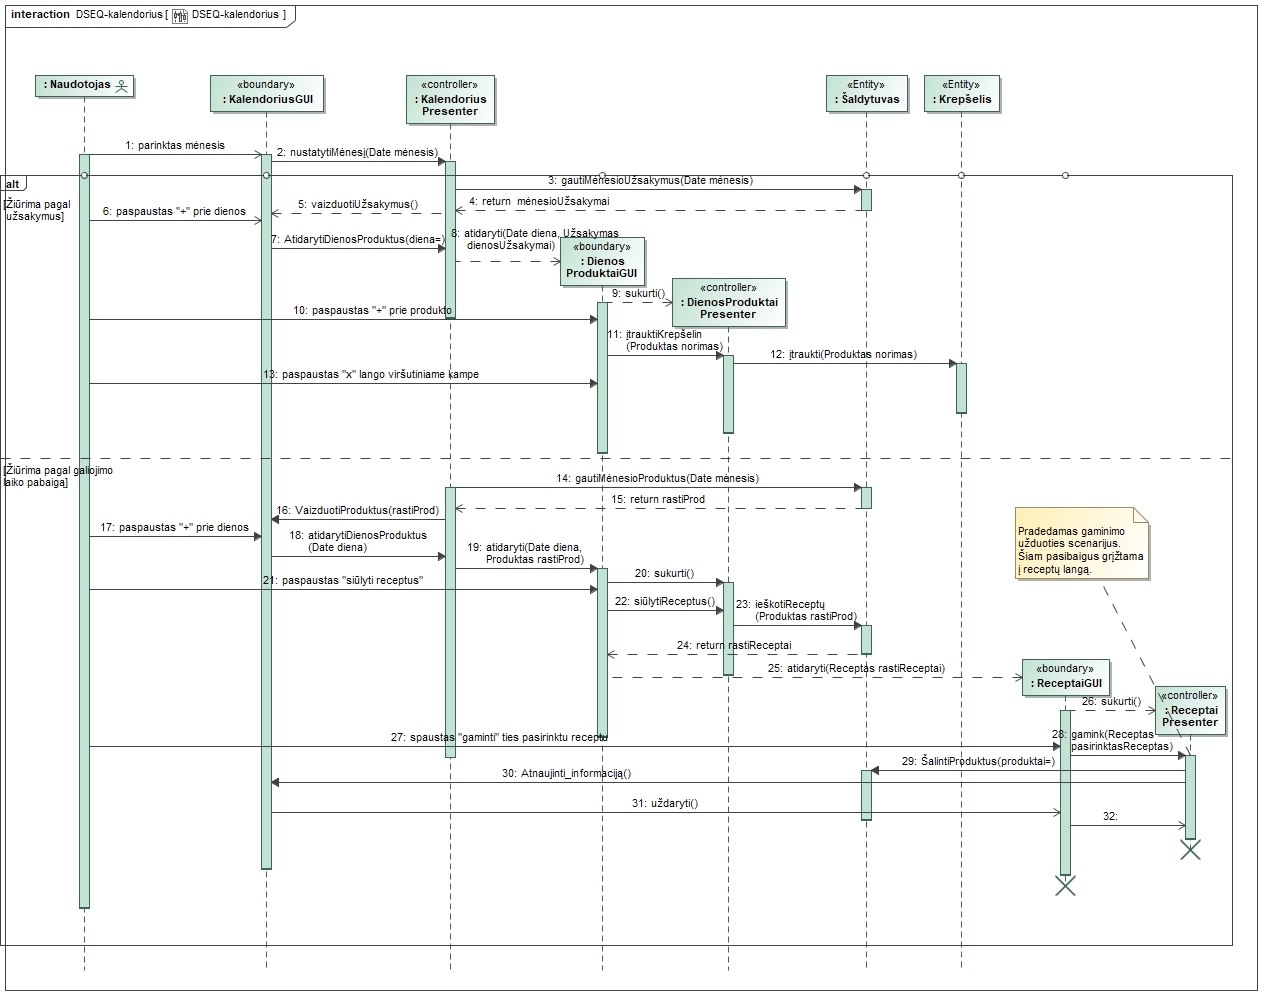 interaction DSEQ-kalendorius [ DSEQ-kalendorius ]
: Naudotojas
«boundary»
: KalendoriusGUI
«controller»
: Kalendorius
Presenter
«Entity»
: Šaldytuvas
«Entity»
: Krepšelis
1: parinktas mėnesis
2: nustatytiMėnesį(Date mėnesis)
alt
[Žiūrima pagal
užsakymus]
3: gautiMėnesioUžsakymus(Date mėnesis)
4: return mėnesioUžsakymai
5: vaizduotiUžsakymus()
6: paspaustas "+" prie dienos
7: AtidarytiDienosProduktus(diena=)
8: atidaryti(Date diena, Užsakymas
dienosUžsakymai)
«boundary»
: Dienos
ProduktaiGUI
9: sukurti()
«controller»
: DienosProduktai
Presenter
10: paspaustas "+" prie produkto
11: įtrauktiKrepšelin
(Produktas norimas)
12: įtraukti(Produktas norimas)
13: paspaustas "x" lango viršutiniame kampe
[Žiūrima pagal galiojimo
laiko pabaigą]
14: gautiMėnesioProduktus(Date mėnesis)
15: return rastiProd
16: VaizduotiProduktus(rastiProd)
17: paspaustas "+" prie dienos
18: atidarytiDienosProduktus
(Date diena)
19: atidaryti(Date diena,
Produktas rastiProd)
20: sukurti()
21: paspaustas "siūlyti receptus"
22: siūlytiReceptus()
23: ieškotiReceptų
(Produktas rastiProd)
24: return rastiReceptai
25: atidaryti(Receptas rastiReceptai)
Pradedamas gaminimo
užduoties scenarijus.
Šiam pasibaigus grįžtama
į receptų langą.
«boundary»
: ReceptaiGUI
26: sukurti()
«controller»
: Receptai
Presenter
27: spaustas "gaminti" ties pasirinktu receptu
28: gamink(Receptas
pasirinktasReceptas)
29: ŠalintiProduktus(produktai=)
30: Atnaujinti_informaciją()
31: uždaryti()
32: